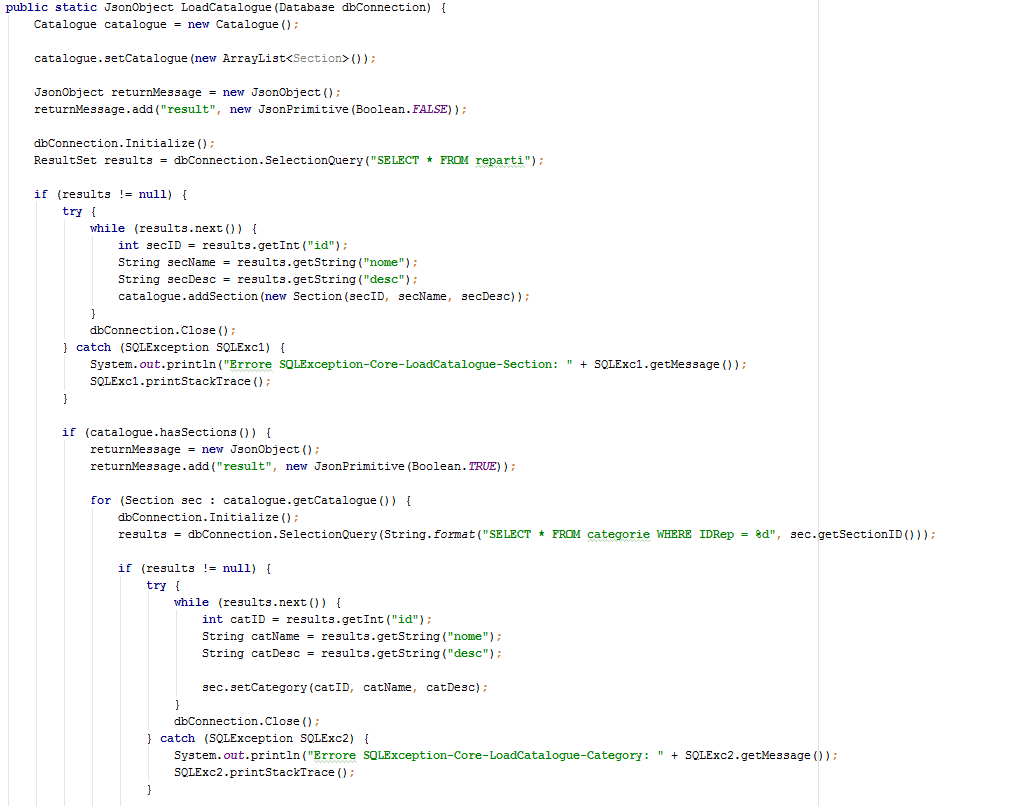 public static JsonObject LoadCatalogue(Database dbConnection) {
    Catalogue catalogue = new Catalogue();

    catalogue.setCatalogue(new ArrayList<Section>());

    JsonObject returnMessage = new JsonObject();
    returnMessage.add("result", new JsonPrimitive(Boolean.FALSE));

    dbConnection.Initialize();
    ResultSet results = dbConnection.SelectionQuery("SELECT * FROM reparti");

    if (results != null) {
        try {
            while (results.next()) {
                int secID = results.getInt("id");
                String secName = results.getString("nome");
                String secDesc = results.getString("desc");
                catalogue.addSection(new Section(secID, secName, secDesc));
            }
            dbConnection.Close();
        } catch (SQLException SQLExc1) {
            System.out.println("Errore SQLException-Core-LoadCatalogue-Section: " + SQLExc1.getMessage());
            SQLExc1.printStackTrace();
        }

        if (catalogue.hasSections()) {
            returnMessage = new JsonObject();
            returnMessage.add("result", new JsonPrimitive(Boolean.TRUE));

            for (Section sec : catalogue.getCatalogue()) {
                dbConnection.Initialize();
                results = dbConnection.SelectionQuery(String.format("SELECT * FROM categorie WHERE IDRep = %d", sec.getSectionID()));

                if (results != null) {
                    try {
                        while (results.next()) {
                            int catID = results.getInt("id");
                            String catName = results.getString("nome");
                            String catDesc = results.getString("desc");

                            sec.setCategory(catID, catName, catDesc);
                        }
                        dbConnection.Close();
                    } catch (SQLException SQLExc2) {
                        System.out.println("Errore SQLException-Core-LoadCatalogue-Category: " + SQLExc2.getMessage());
                        SQLExc2.printStackTrace();
                    }